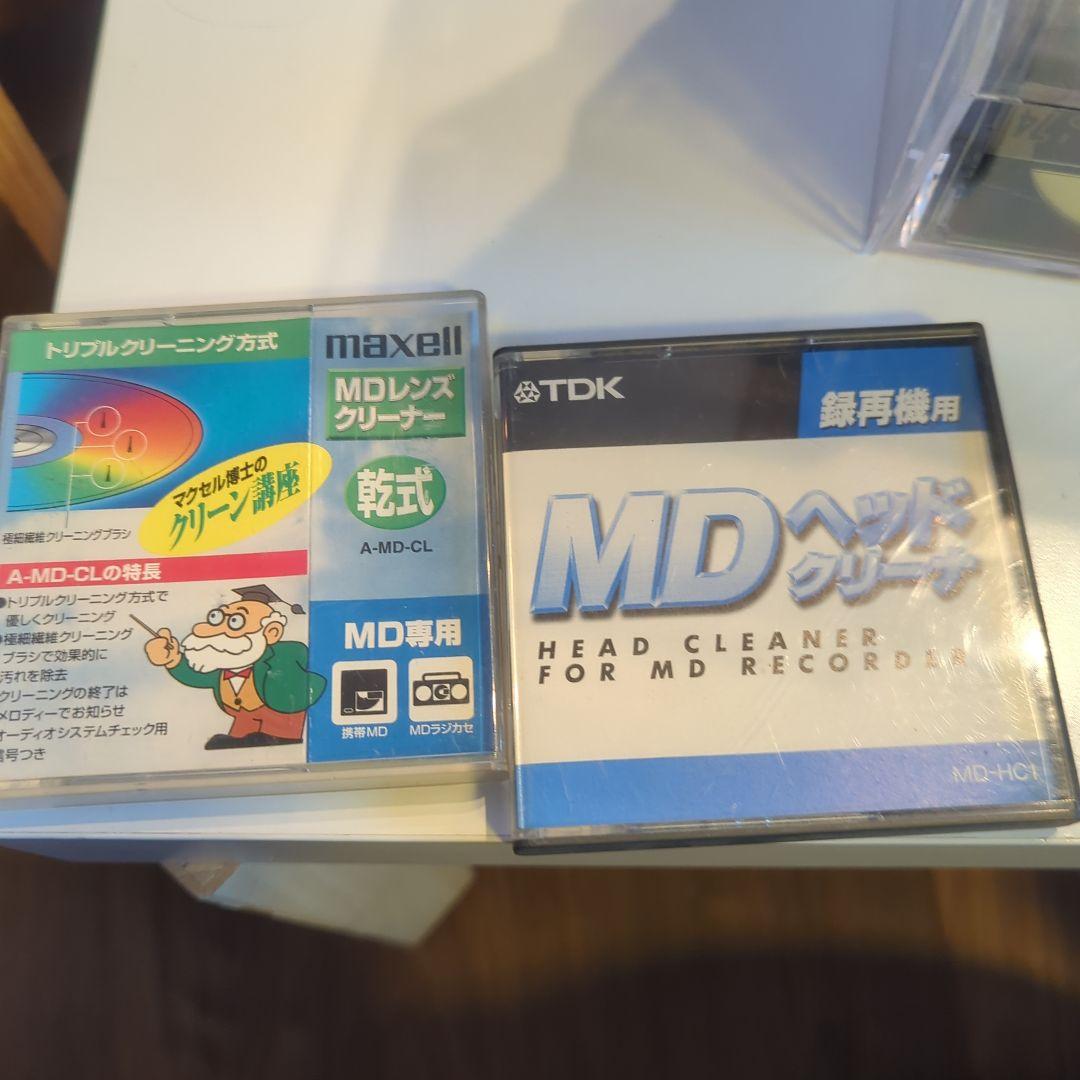 トリプルクリーニング方式
マクセル博士の
クリーン講座
極細繊維クリーニングブラシ
A-MD-CLの特長
●トリプルクリーニング方式で
優しくクリーニング
●極細繊維クリーニング
ブラシで効果的に
汚れを除去
クリーニングの終了は
メロディーでお知らせ
オーディオシステムチェック用
信号つき
maxell
MDレンズ
クリーナー
乾式
A-MD-CL
MD専用
携帯MD
MDラジカセ
TDK
録再機用
MDヘッド
クリーナ
HEAD CLEANER
FOR MD RECORDER
MD-HC1
74